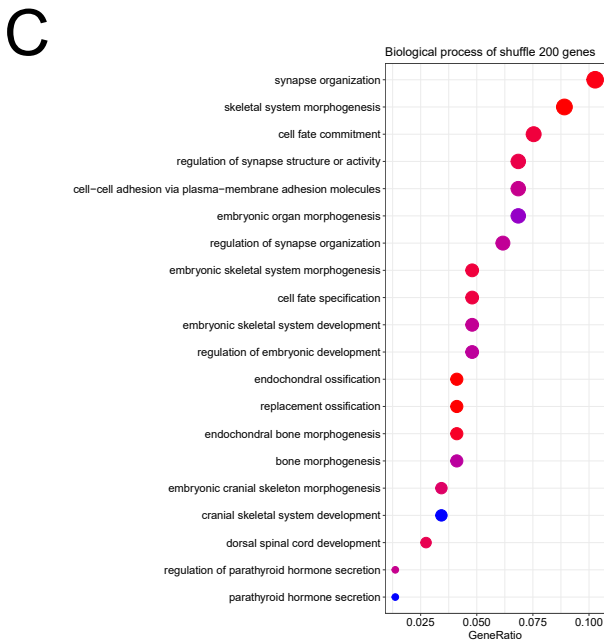 C
Biological process of shuffle 200 genes
synapse organization
skeletal system morphogenesis
cell fate commitment
regulation of synapse structure or activity
cell−cell adhesion via plasma−membrane adhesion molecules
embryonic organ morphogenesis
regulation of synapse organization
embryonic skeletal system morphogenesis
cell fate specification
embryonic skeletal system development
regulation of embryonic development
endochondral ossification
replacement ossification
endochondral bone morphogenesis
bone morphogenesis
embryonic cranial skeleton morphogenesis
cranial skeletal system development
dorsal spinal cord development
regulation of parathyroid hormone secretion
parathyroid hormone secretion
0.025 0.050 0.075 0.100
GeneRatio